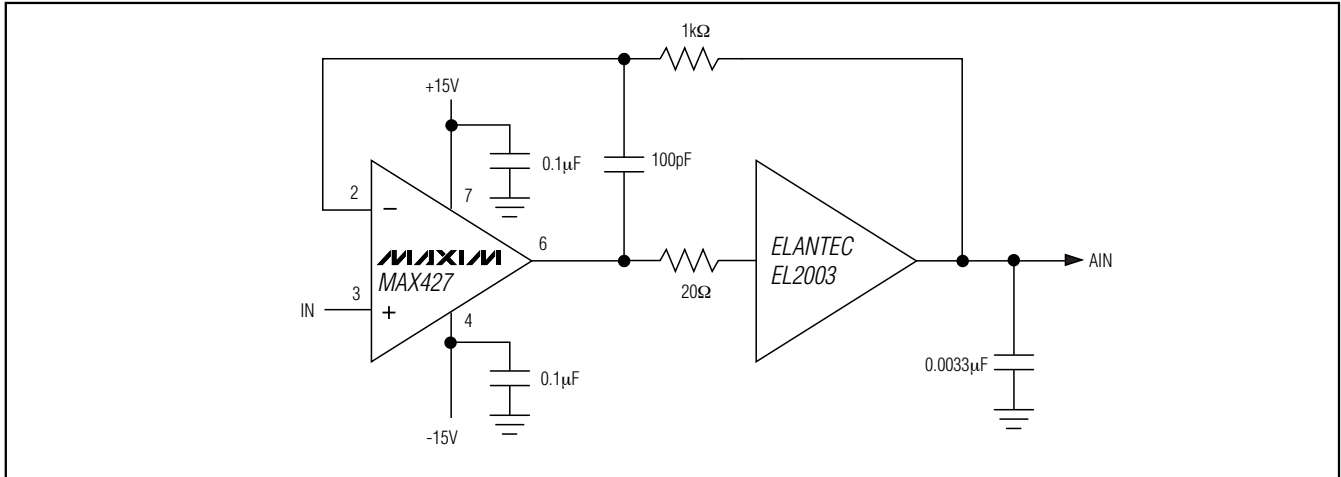 1kΩ
+15V
0.1µF
100pF
2
7
−
MAXIM
MAX427
6
ELANTEC
EL2003
AIN
20Ω
3
IN
+
4
0.1µF
0.0033µF
-15V